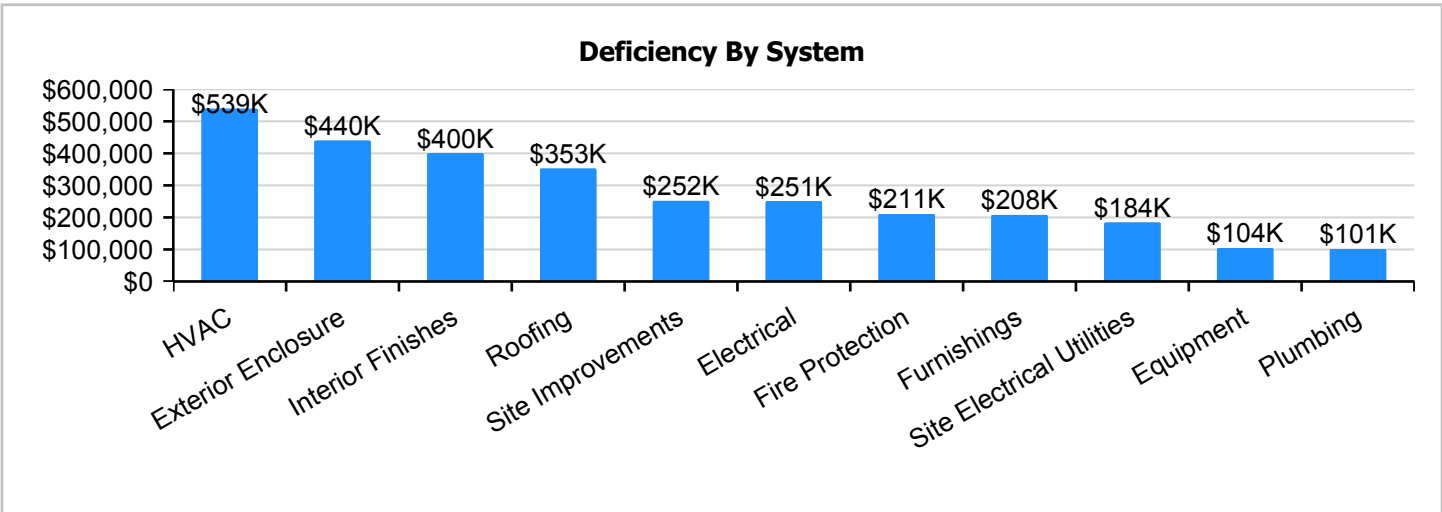 Deficiency By System
$600,000
$500,000
$400,000
$300,000
$200,000
$100,000
$0
$539K
$440K
$400K
$353K
$252K
$251K
$211K
$208K
$184K
$104K
$101K
HVAC
Exterior Enclosure
Interior Finishes
Roofing
Site Improvements
Electrical
Fire Protection
Furnishings
Site Electrical Utilities
Equipment
Plumbing